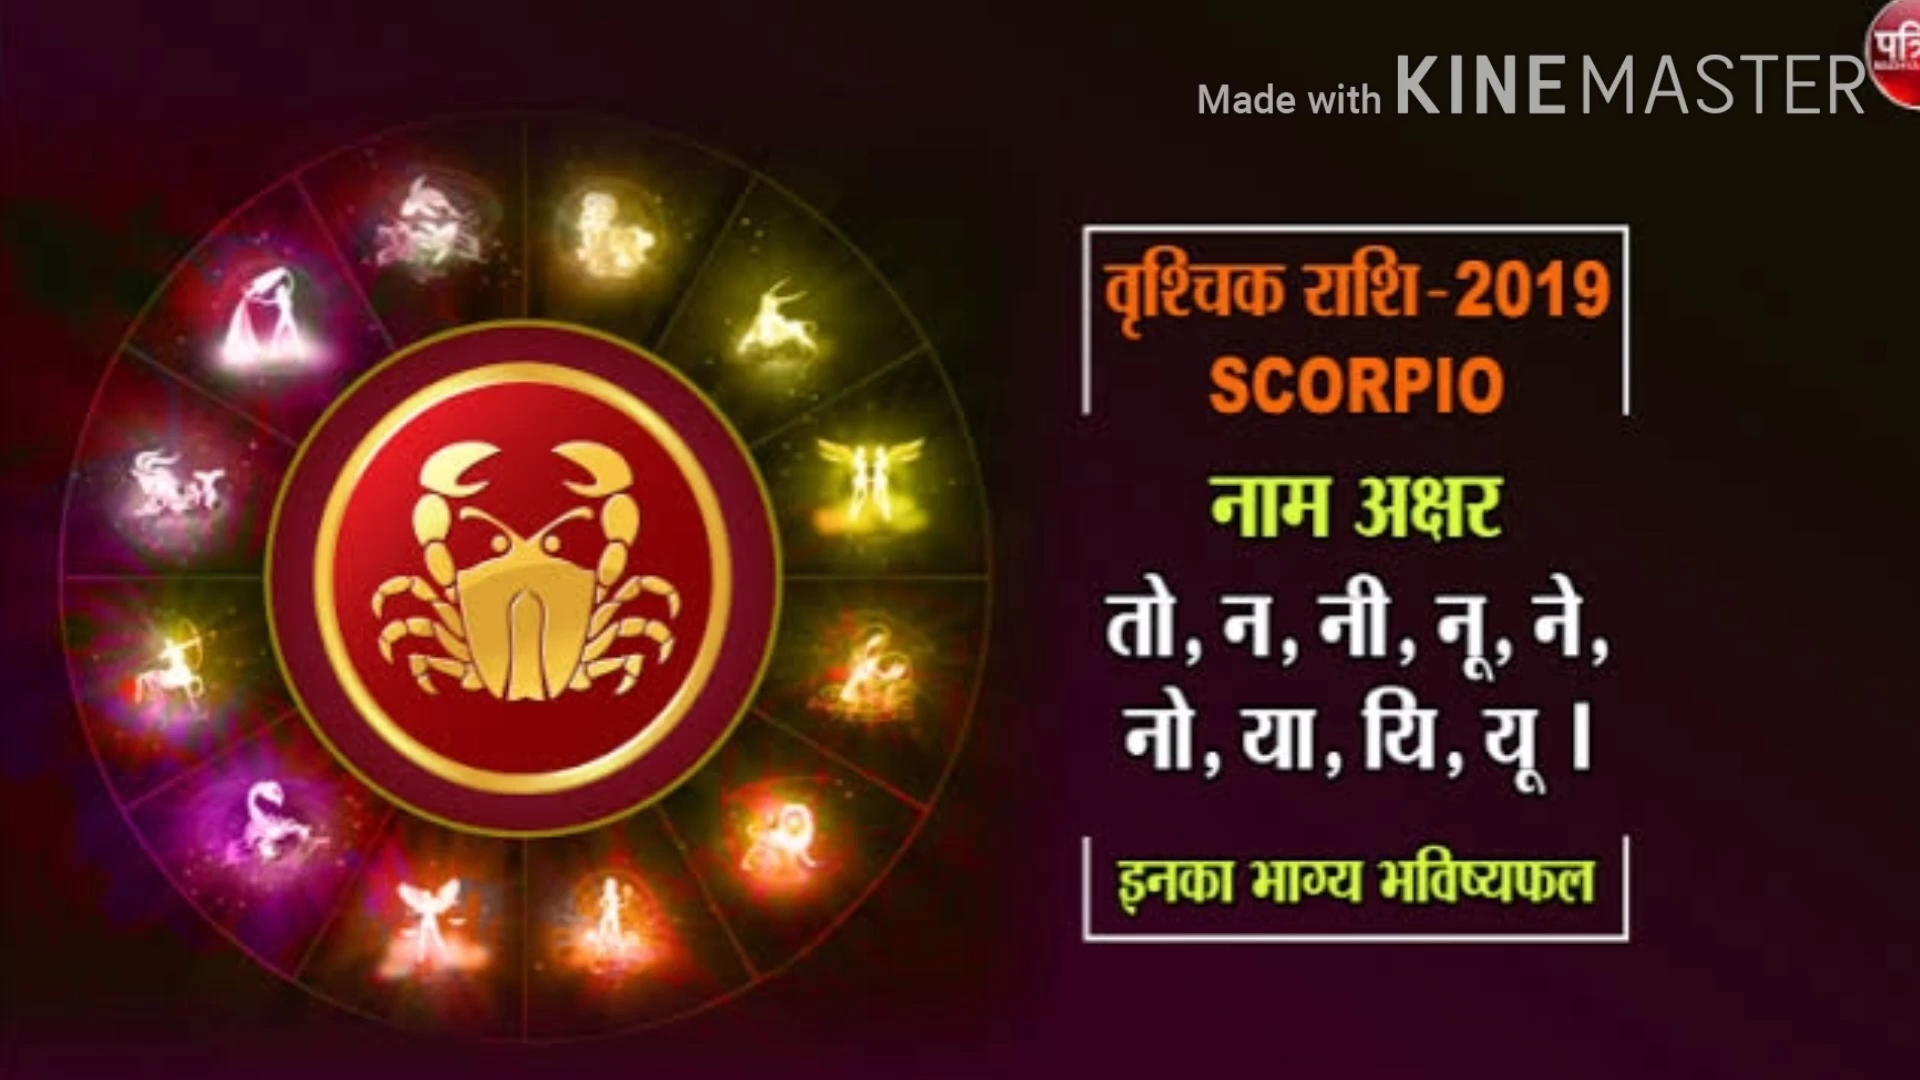 Made with KINEMASTER
वृश्चिक राशि-2019
SCORPIO
नाम अक्षर
तो, न, नी, नू, ने,
नो, या, यि, यू ।
इनका भाग्य भविष्यफल